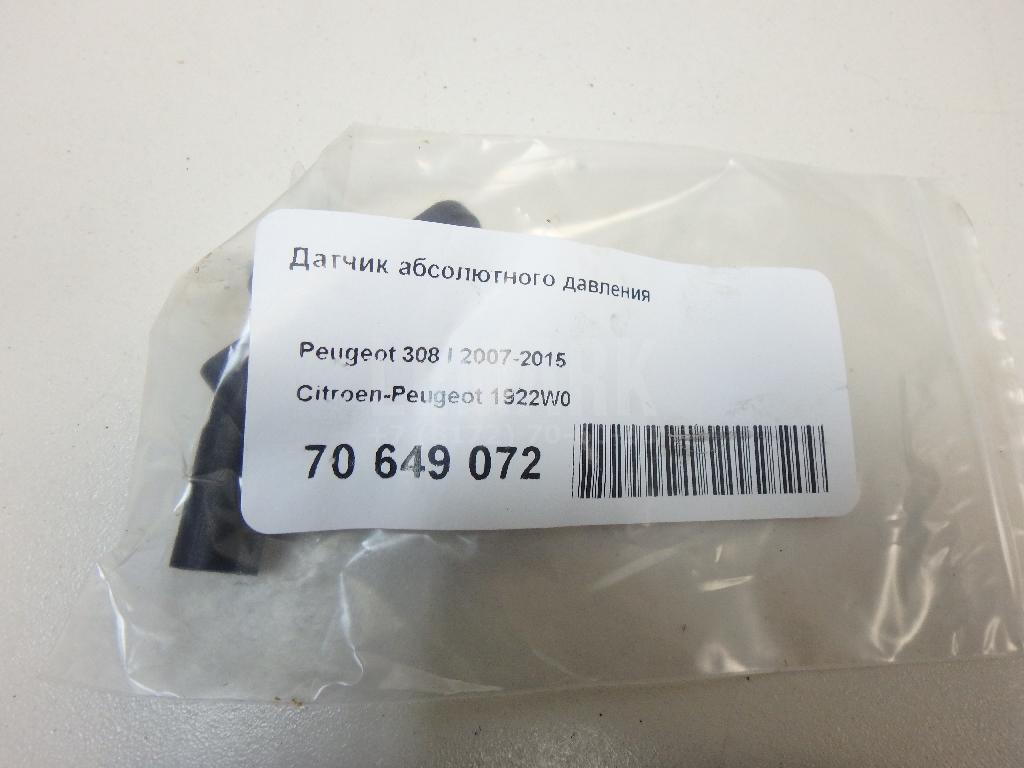 Датчик абсолютного давления
Peugeot 308 I 2007-2015
Citroen-Peugeot 1922W0
70 649 072